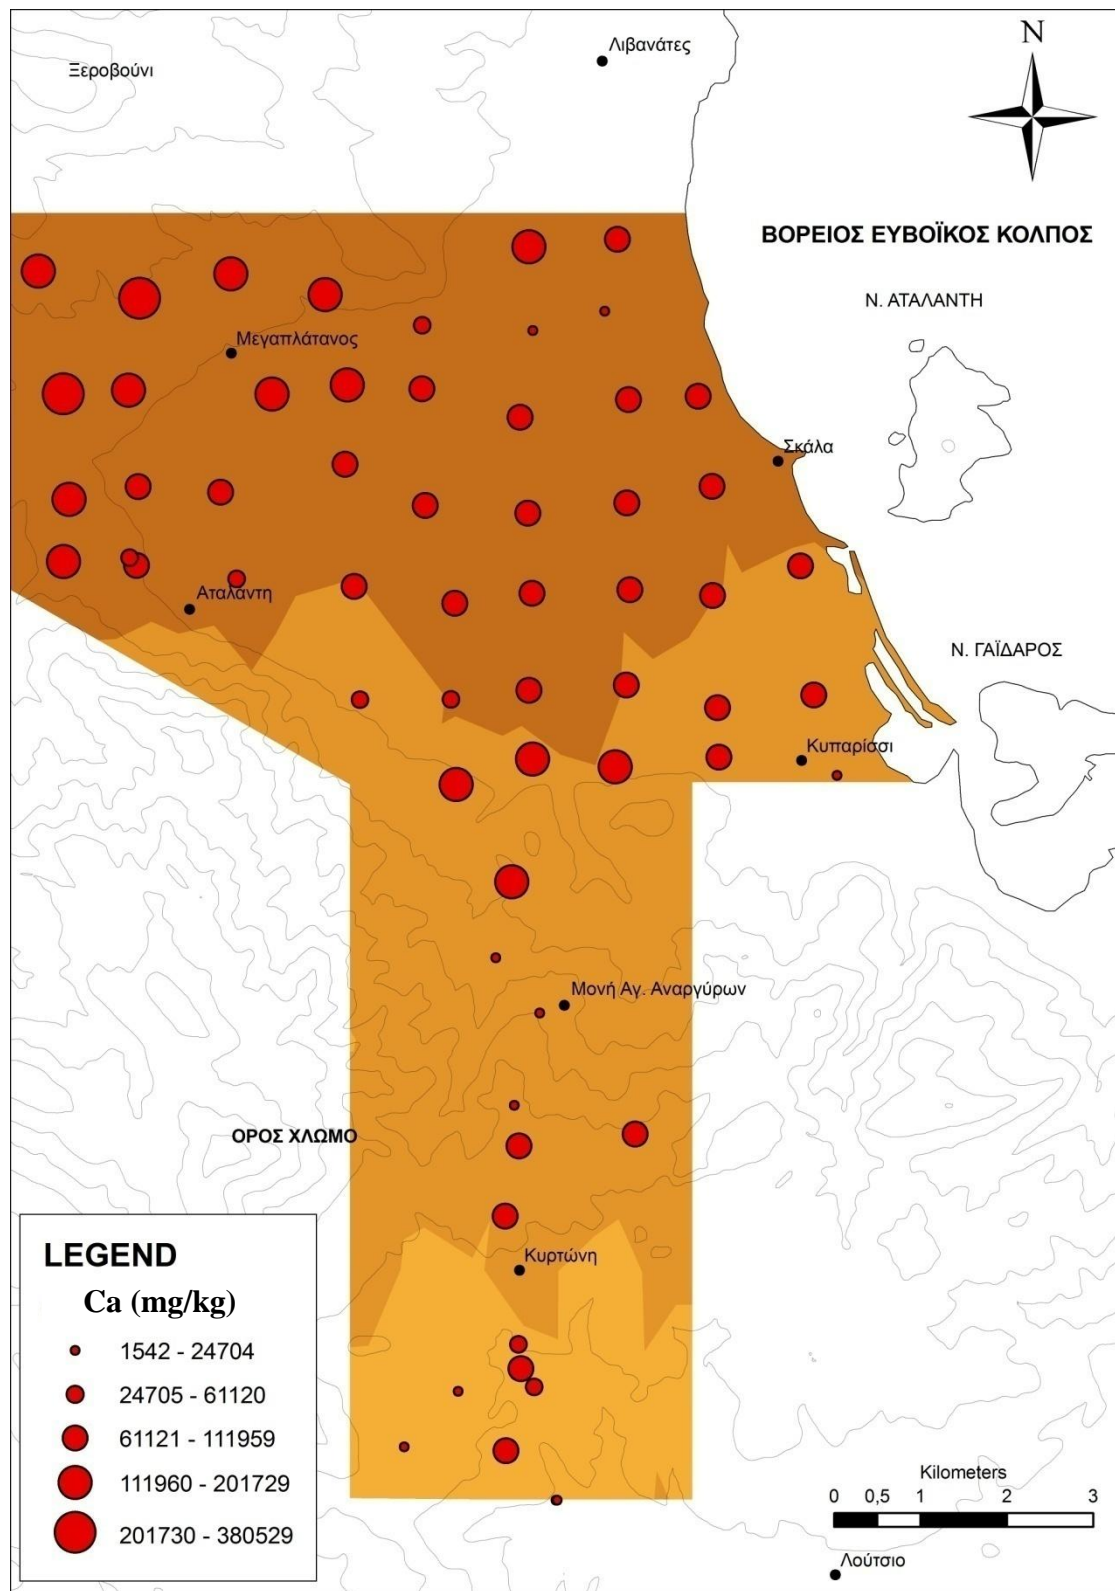 Λιβανάτες
Ξεροβούνι
N
ΒΟΡΕΙΟΣ ΕΥΒΟΪΚΟΣ ΚΟΛΠΟΣ
Ν. ΑΤΑΛΑΝΤΗ
Μεγαπλάτανος
Σκάλα
Αταλάντη
Ν. ΓΑΪΔΑΡΟΣ
Κυπαρίσσι
Μονή Αγ. Αναργύρων
ΟΡΟΣ ΧΛΩΜΟ
Κυρτώνη
LEGEND
Ca (mg/kg)
1542 - 24704
24705 - 61120
61121 - 111959
111960 - 201729
201730 - 380529
Kilometers
0 0,5 1 2 3
Λούτσιο